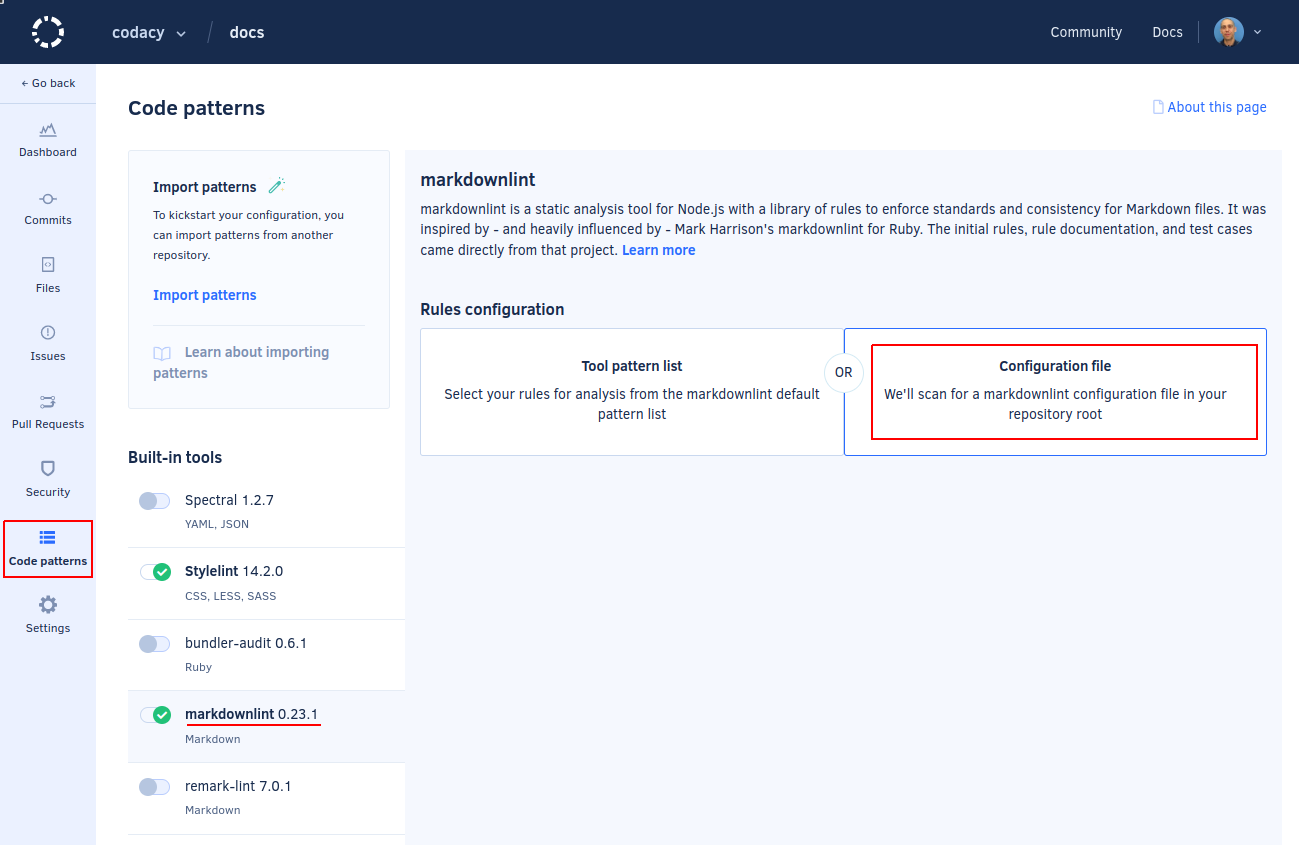 codacy / docs
Community
Docs
← Go back
Dashboard
Commits
Files
Issues
Pull Requests
Security
Code patterns
Settings
Code patterns
About this page
Import patterns
To kickstart your configuration, you
can import patterns from another
repository.
Import patterns
Learn about importing
patterns
Built-in tools
Spectral 1.2.7
YAML, JSON
Stylelint 14.2.0
CSS, LESS, SASS
bundler-audit 0.6.1
Ruby
markdownlint 0.23.1
Markdown
remark-lint 7.0.1
Markdown
markdownlint
markdownlint is a static analysis tool for Node.js with a library of rules to enforce standards and consistency for Markdown files. It was
inspired by - and heavily influenced by - Mark Harrison's markdownlint for Ruby. The initial rules, rule documentation, and test cases
came directly from that project. Learn more
Rules configuration
Tool pattern list
Select your rules for analysis from the markdownlint default
pattern list
OR
Configuration file
We'll scan for a markdownlint configuration file in your
repository root